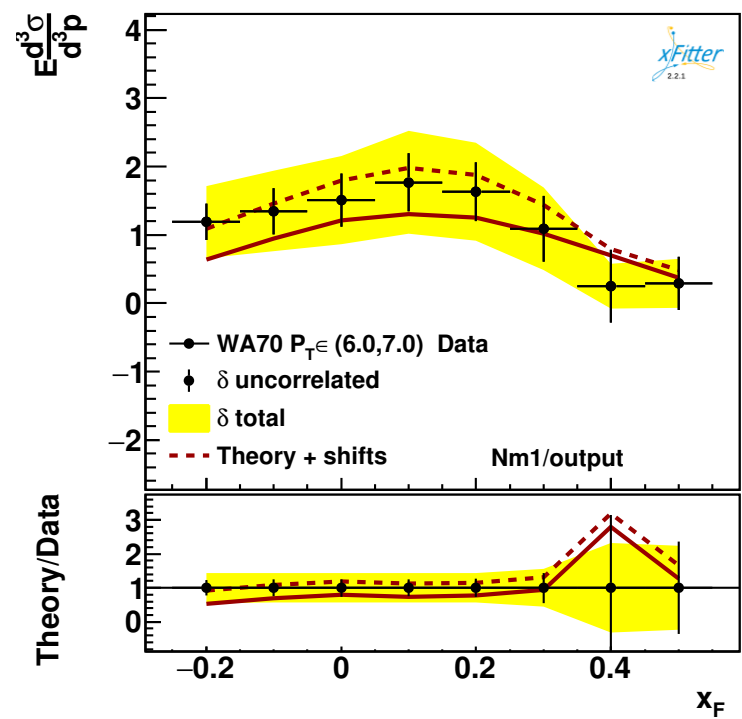 E d³σ/d³p
xFitter
2.2.1
4
3
2
1
0
−1
−2
WA70 P_T ∈ (6.0,7.0) Data
δ uncorrelated
δ total
Theory + shifts
Nm1/output
Theory/Data
3
2
1
0
−0.2 0 0.2 0.4
x_F